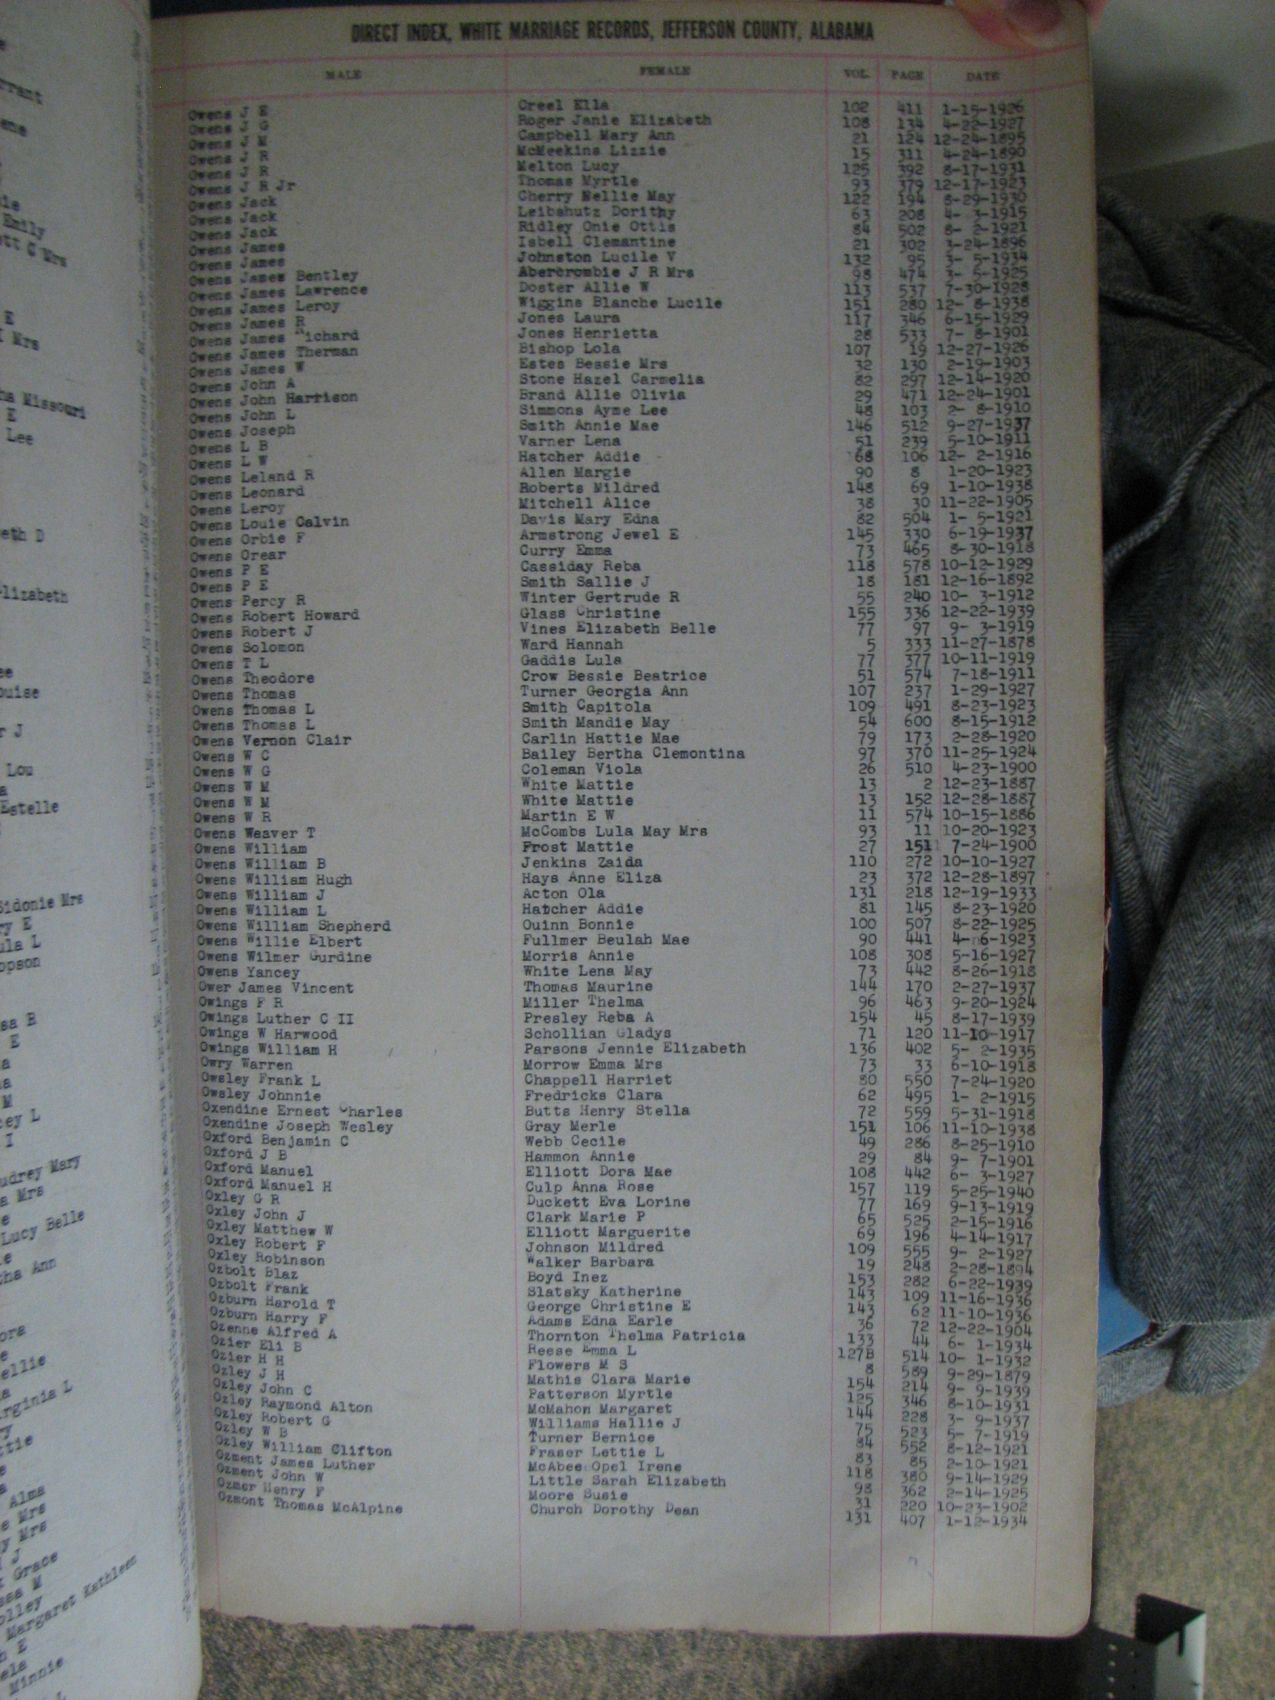 DIRECT INDEX, WHITE MARRIAGE RECORDS, JEFFERSON COUNTY, ALABAMA
MALE FEMALE VOL. PAGE DATE
Owens J E Creel Ella 102 411 1-15-1926
Owens J G Roger Janie Elizabeth 108 134 4-22-1927
Owens J M Campbell Mary Ann 21 124 12-24-1895
Owens J R McMeekins Lizzie 15 311 4-24-1890
Owens J R Melton Lucy 125 392 8-17-1931
Owens J R Jr Thomas Myrtle 93 379 12-17-1923
Owens Jack Cherry Nellie May 122 194 8-29-1930
Owens Jack Leibshutz Dorithy 63 208 4- 3-1915
Owens Jack Ridley Onie Ottis 84 502 8- 2-1921
Owens James Isbell Clemantine 21 302 3-24-1896
Owens James Johnston Lucile V 132 95 3- 5-1934
Owens James Bentley Abercrombie J R Mrs 98 474 3- 5-1925
Owens James Lawrence Doster Allie W 113 537 7-30-1928
Owens James Leroy Wiggins Blanche Lucile 151 280 12- 8-1938
Owens James R Jones Laura 117 346 6-15-1929
Owens James Richard Jones Henrietta 28 533 7- 8-1901
Owens James Therman Bishop Lola 107 19 12-27-1926
Owens James W Estes Bessie Mrs 32 130 2-19-1903
Owens John A Stone Hazel Carmelia 82 297 12-14-1920
Owens John Harrison Brand Allie Olivia 29 471 12-24-1901
Owens John L Simmons Ayme Lee 48 103 2- 8-1910
Owens Joseph Smith Annie Mae 146 512 9-27-1937
Owens L B Varner Lena 51 239 5-10-1911
Owens L W Hatcher Addie 68 106 12- 2-1916
Owens Leland R Allen Margie 90 8 1-20-1923
Owens Leonard Roberts Mildred 148 69 1-10-1938
Owens Leroy Mitchell Alice 38 30 11-22-1905
Owens Louie Calvin Davis Mary Edna 82 504 1- 5-1921
Owens Orbie F Armstrong Jewel E 145 330 6-19-1937
Owens Orear Curry Emma 73 465 8-30-1918
Owens P E Cassiday Reba 118 578 10-12-1929
Owens P E Smith Sallie J 18 181 12-16-1892
Owens Percy R Winter Gertrude R 55 240 10- 3-1912
Owens Robert Howard Glass Christine 155 336 12-22-1939
Owens Robert J Vines Elizabeth Belle 77 97 9- 3-1919
Owens Solomon Ward Hannah 5 333 11-27-1878
Owens T L Gaddis Lula 77 377 10-11-1919
Owens Theodore Crow Bessie Beatrice 51 574 7-18-1911
Owens Thomas Turner Georgia Ann 107 237 1-29-1927
Owens Thomas L Smith Capitola 109 491 8-23-1923
Owens Thomas L Smith Mandie May 54 600 8-15-1912
Owens Vernon Clair Carlin Hattie Mae 79 173 2-28-1920
Owens W C Bailey Bertha Clemontina 97 370 11-25-1924
Owens W G Coleman Viola 26 510 4-23-1900
Owens W M White Mattie 13 2 12-23-1887
Owens W M White Mattie 13 152 12-28-1887
Owens W R Martin E W 11 574 10-15-1886
Owens Weaver T McCombs Lula May Mrs 93 11 10-20-1923
Owens William Frost Mattie 27 151 7-24-1900
Owens William B Jenkins Zaida 110 272 10-10-1927
Owens William Hugh Hays Anne Eliza 23 372 12-28-1897
Owens William J Acton Ola 131 218 12-19-1933
Owens William L Hatcher Addie 81 145 8-23-1920
Owens William Shepherd Ouinn Bonnie 100 507 8-22-1925
Owens Willie Elbert Fullmer Beulah Mae 90 441 4- 6-1923
Owens Wilmer Gurdine Morris Annie 108 308 5-16-1927
Owens Yancey White Lena May 73 442 8-26-1918
Ower James Vincent Thomas Maurine 144 170 2-27-1937
Owings F R Miller Thelma 96 463 9-20-1924
Owings Luther C II Presley Reba A 154 45 8-17-1939
Owings W Harwood Schollian Gladys 71 120 11-10-1917
Owings William H Parsons Jennie Elizabeth 136 402 5- 2-1935
Owry Warren Morrow Emma Mrs 73 33 6-10-1918
Owsley Frank L Chappell Harriet 80 550 7-24-1920
Owsley Johnnie Fredricks Clara 62 495 1- 2-1915
Oxendine Ernest Charles Butts Henry Stella 72 559 5-31-1918
Oxendine Joseph Wesley Gray Merle 151 106 11-10-1938
Oxford Benjamin C Webb Cecile 49 286 8-25-1910
Oxford J B Hammon Annie 29 84 9- 7-1901
Oxford Manuel Elliott Dora Mae 108 442 6- 3-1927
Oxford Manuel H Culp Anna Rose 157 119 5-25-1940
Oxley G R Duckett Eva Lorine 77 169 9-13-1919
Oxley John J Clark Marie P 65 525 2-15-1916
Oxley Matthew W Elliott Marguerite 69 196 4-14-1917
Oxley Robert F Johnson Mildred 109 555 9- 2-1927
Oxley Robinson Walker Barbara 19 248 2-28-1894
Ozbolt Blaz Boyd Inez 153 282 6-22-1939
Ozbolt Frank Slatsky Katherine 143 109 11-16-1936
Ozburn Harold T George Christine E 143 62 11-10-1936
Ozburn Harry F Adams Edna Earle 36 72 12-22-1904
Ozenne Alfred A Thornton Thelma Patricia 133 44 6- 1-1934
Ozier Eli B Reese Emma L 127B 514 10- 1-1932
Ozier H H Flowers M S 8 589 9-29-1879
Ozley J H Mathis Clara Marie 154 214 9- 9-1939
Ozley John C Patterson Myrtle 125 346 8-10-1931
Ozley Raymond Alton McMahon Margaret 144 228 3- 9-1937
Ozley Robert G Williams Hallie J 75 523 5- 7-1919
Ozley W B Turner Bernice 84 552 8-12-1921
Ozley William Clifton Fraser Lettie L 83 85 2-10-1921
Ozment James Luther McAbee Opel Irene 118 380 9-14-1929
Ozment John W Little Sarah Elizabeth 98 362 2-14-1925
Ozmer Henry F Moore Susie 31 220 10-23-1902
Ozmont Thomas McAlpine Church Dorothy Dean 131 407 1-12-1934